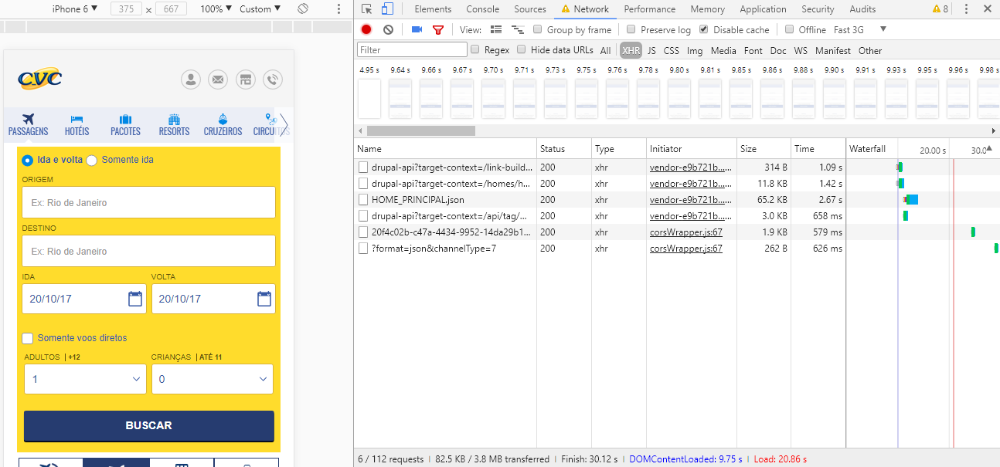 iPhone 6 ▼ 375 × 667 100% ▼ Custom ▼
Elements Console Sources Network Performance Memory Application Security Audits 8
View: Group by frame Preserve log Disable cache Offline Fast 3G ▼
Filter Regex Hide data URLs All XHR JS CSS Img Media Font Doc WS Manifest Other
4.95 s 9.64 s 9.66 s 9.67 s 9.70 s 9.71 s 9.73 s 9.75 s 9.76 s 9.78 s 9.80 s 9.81 s 9.85 s 9.86 s 9.88 s 9.90 s 9.91 s 9.93 s 9.95 s 9.96 s 9.98 s
Name Status Type Initiator Size Time Waterfall 20.00 s 30.0
drupal-api?target-context=/link-build... 200 xhr vendor-e9b721b...... 314 B 1.09 s
drupal-api?target-context=/homes/h... 200 xhr vendor-e9b721b...... 11.8 KB 1.42 s
HOME_PRINCIPAL.json 200 xhr vendor-e9b721b...... 65.2 KB 2.67 s
drupal-api?target-context=/api/tag/... 200 xhr vendor-e9b721b...... 3.0 KB 658 ms
20f4c02b-c47a-4434-9952-14da29b1... 200 xhr corsWrapper.js:67 1.9 KB 579 ms
?format=json&channelType=7 200 xhr corsWrapper.js:67 262 B 626 ms
6 / 112 requests | 82.5 KB / 3.8 MB transferred | Finish: 30.12 s | DOMContentLoaded: 9.75 s | Load: 20.86 s
CVC
PASSAGENS HOTÉIS PACOTES RESORTS CRUZEIROS CIRCUITOS
Ida e volta Somente ida
ORIGEM
Ex: Rio de Janeiro
DESTINO
Ex: Rio de Janeiro
IDA VOLTA
20/10/17 20/10/17
Somente voos diretos
ADULTOS | +12 CRIANÇAS | ATÉ 11
1 0
BUSCAR